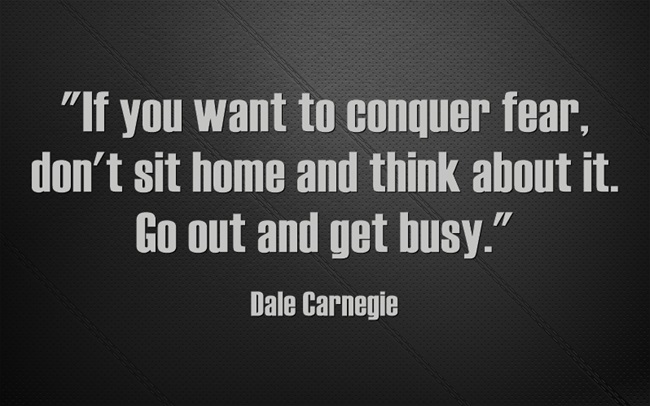 "If you want to conquer fear,
don't sit home and think about it.
Go out and get busy."
Dale Carnegie